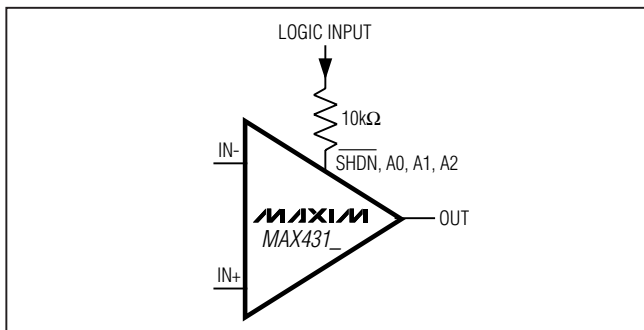 LOGIC INPUT
10kΩ
IN-
SHDN, A0, A1, A2
MAXIM
MAX431_
OUT
IN+